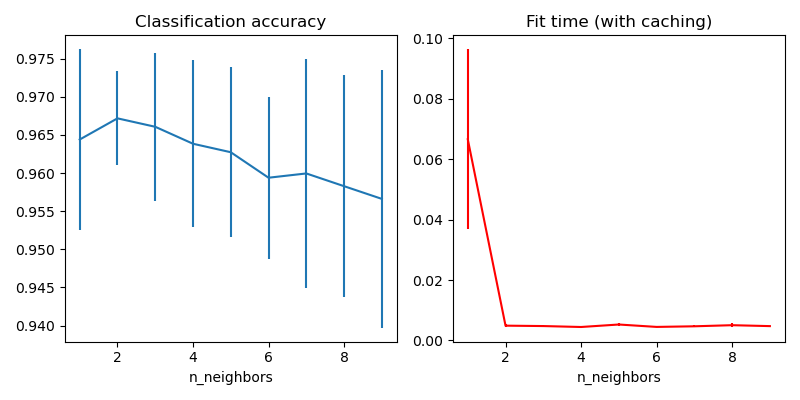 Classification accuracy
0.975
0.970
0.965
0.960
0.955
0.950
0.945
0.940
2 4 6 8
n_neighbors
Fit time (with caching)
0.10
0.08
0.06
0.04
0.02
0.00
2 4 6 8
n_neighbors